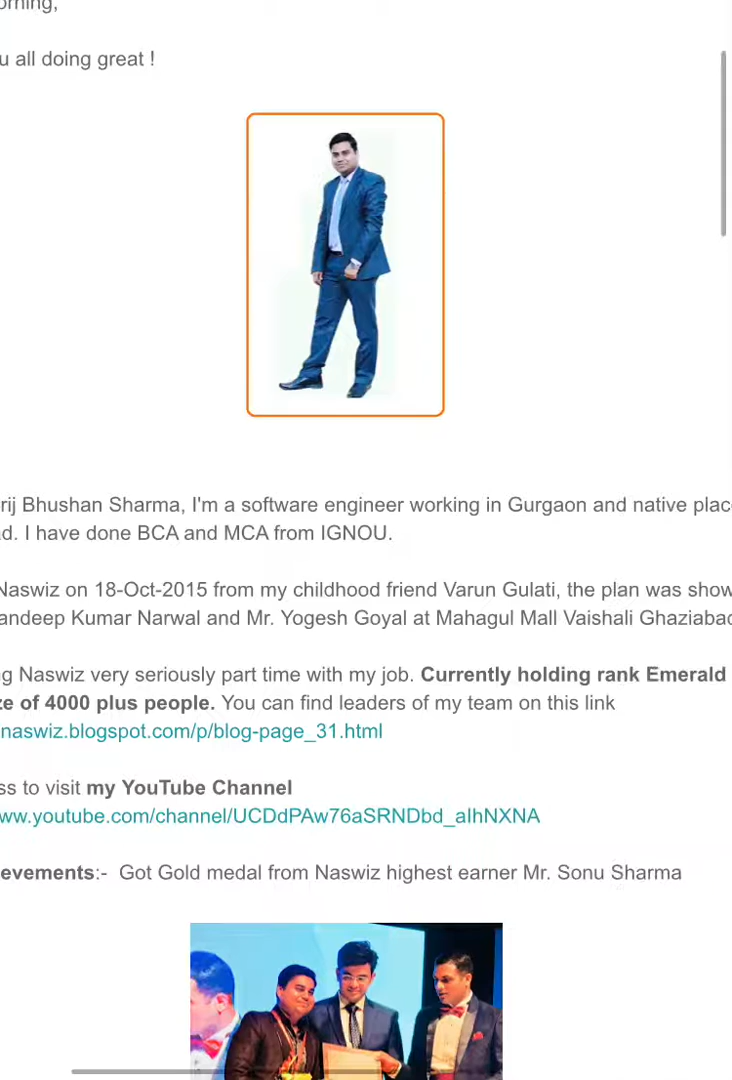 orning,
u all doing great !
rij Bhushan Sharma, I'm a software engineer working in Gurgaon and native plac
d. I have done BCA and MCA from IGNOU.
Naswiz on 18-Oct-2015 from my childhood friend Varun Gulati, the plan was show
andeep Kumar Narwal and Mr. Yogesh Goyal at Mahagul Mall Vaishali Ghaziabad
g Naswiz very seriously part time with my job. Currently holding rank Emerald
ze of 4000 plus people. You can find leaders of my team on this link
naswiz.blogspot.com/p/blog-page_31.html
ss to visit my YouTube Channel
ww.youtube.com/channel/UCDdPAw76aSRNDbd_aIhNXNA
evements:- Got Gold medal from Naswiz highest earner Mr. Sonu Sharma